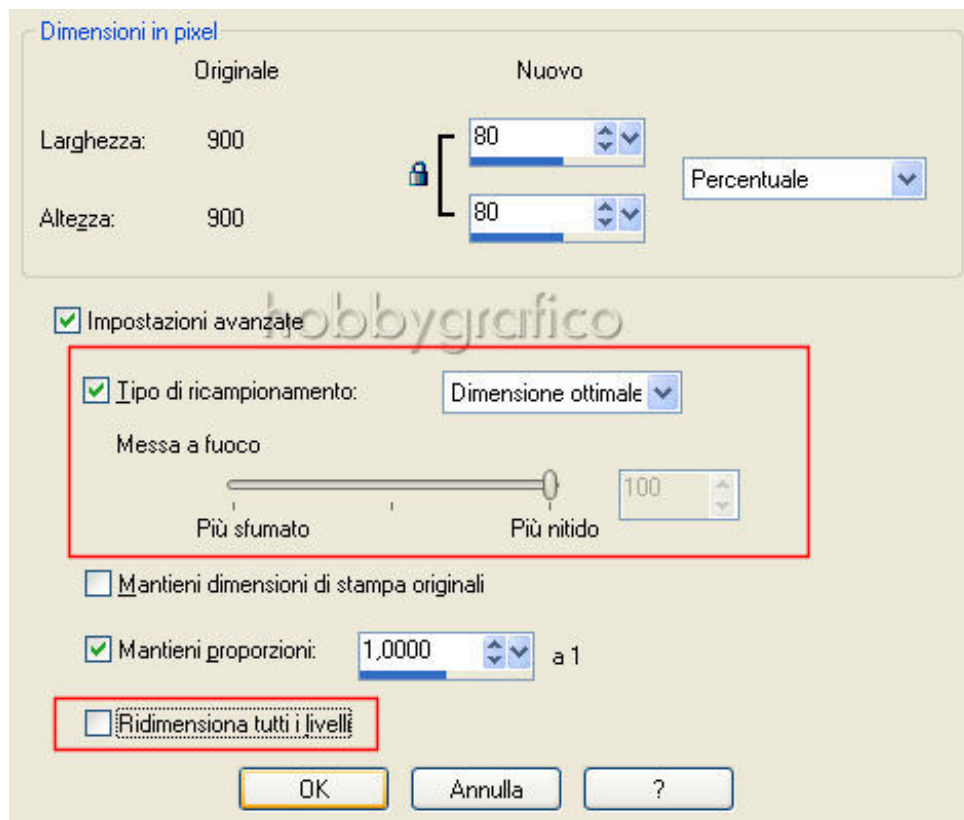 Dimensioni in pixel
Originale Nuovo
Larghezza: 900 80
Percentuale
Altezza: 900 80
hobbygrafico
Impostazioni avanzate
Tipo di ricampionamento: Dimensione ottimale
Messa a fuoco
100
Più sfumato Più nitido
Mantieni dimensioni di stampa originali
Mantieni proporzioni: 1,0000 a 1
Ridimensiona tutti i livelli
OK Annulla ?